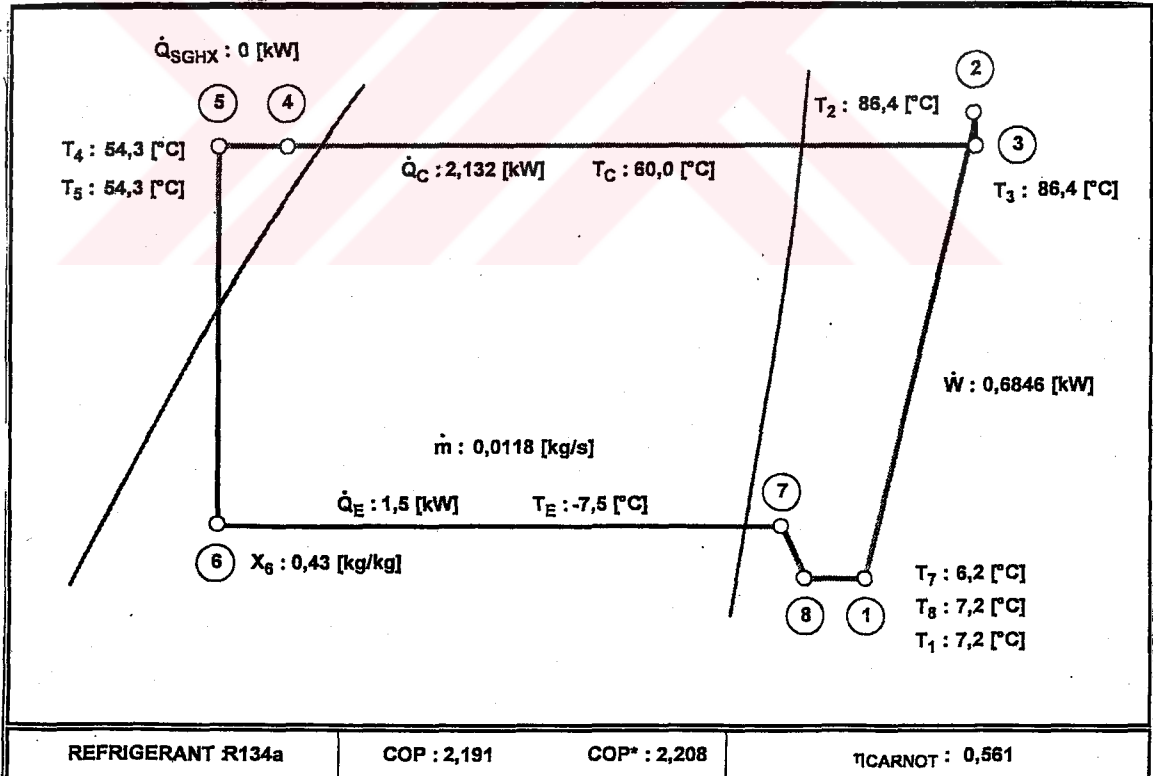 Q̇SGHX : 0 [kW]
5 4
2
T2 : 86,4 [°C]
3
T4 : 54,3 [°C]
T5 : 54,3 [°C]
Q̇C : 2,132 [kW] TC : 60,0 [°C]
T3 : 86,4 [°C]
Ẇ : 0,6846 [kW]
ṁ : 0,0118 [kg/s]
Q̇E : 1,5 [kW] TE : -7,5 [°C]
7
6
X6 : 0,43 [kg/kg]
8 1
T7 : 6,2 [°C]
T8 : 7,2 [°C]
T1 : 7,2 [°C]
REFRIGERANT :R134a COP : 2,191 COP* : 2,208 ηCARNOT : 0,561